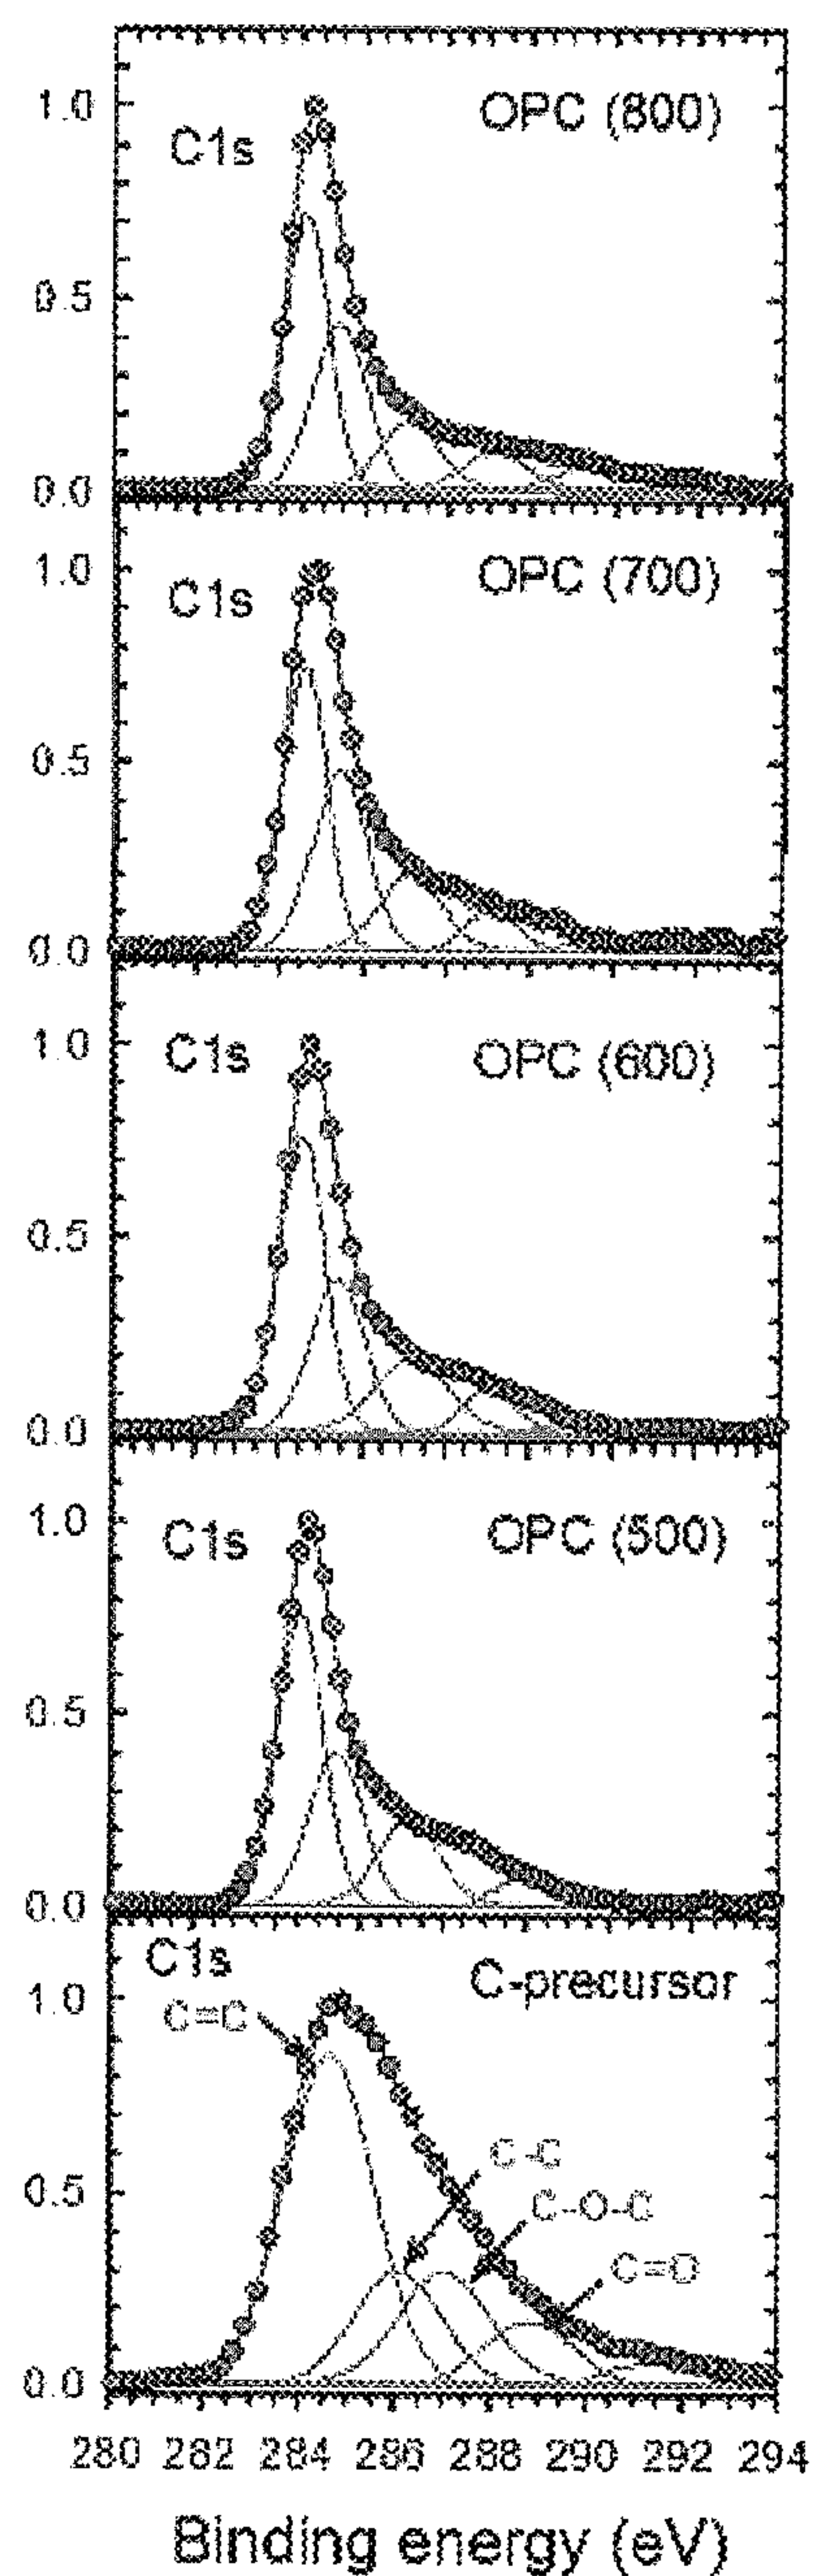 C1s
OPC (800)
1.0
0.5
0.0
C1s
OPC (700)
1.0
0.5
0.0
C1s
OPC (600)
1.0
0.5
0.0
C1s
OPC (500)
1.0
0.5
0.0
C1s
C-precursor
1.0
C=C
C-C
0.5
C-O-C
C=O
0.0
280 282 284 286 288 290 292 294
Binding energy (eV)